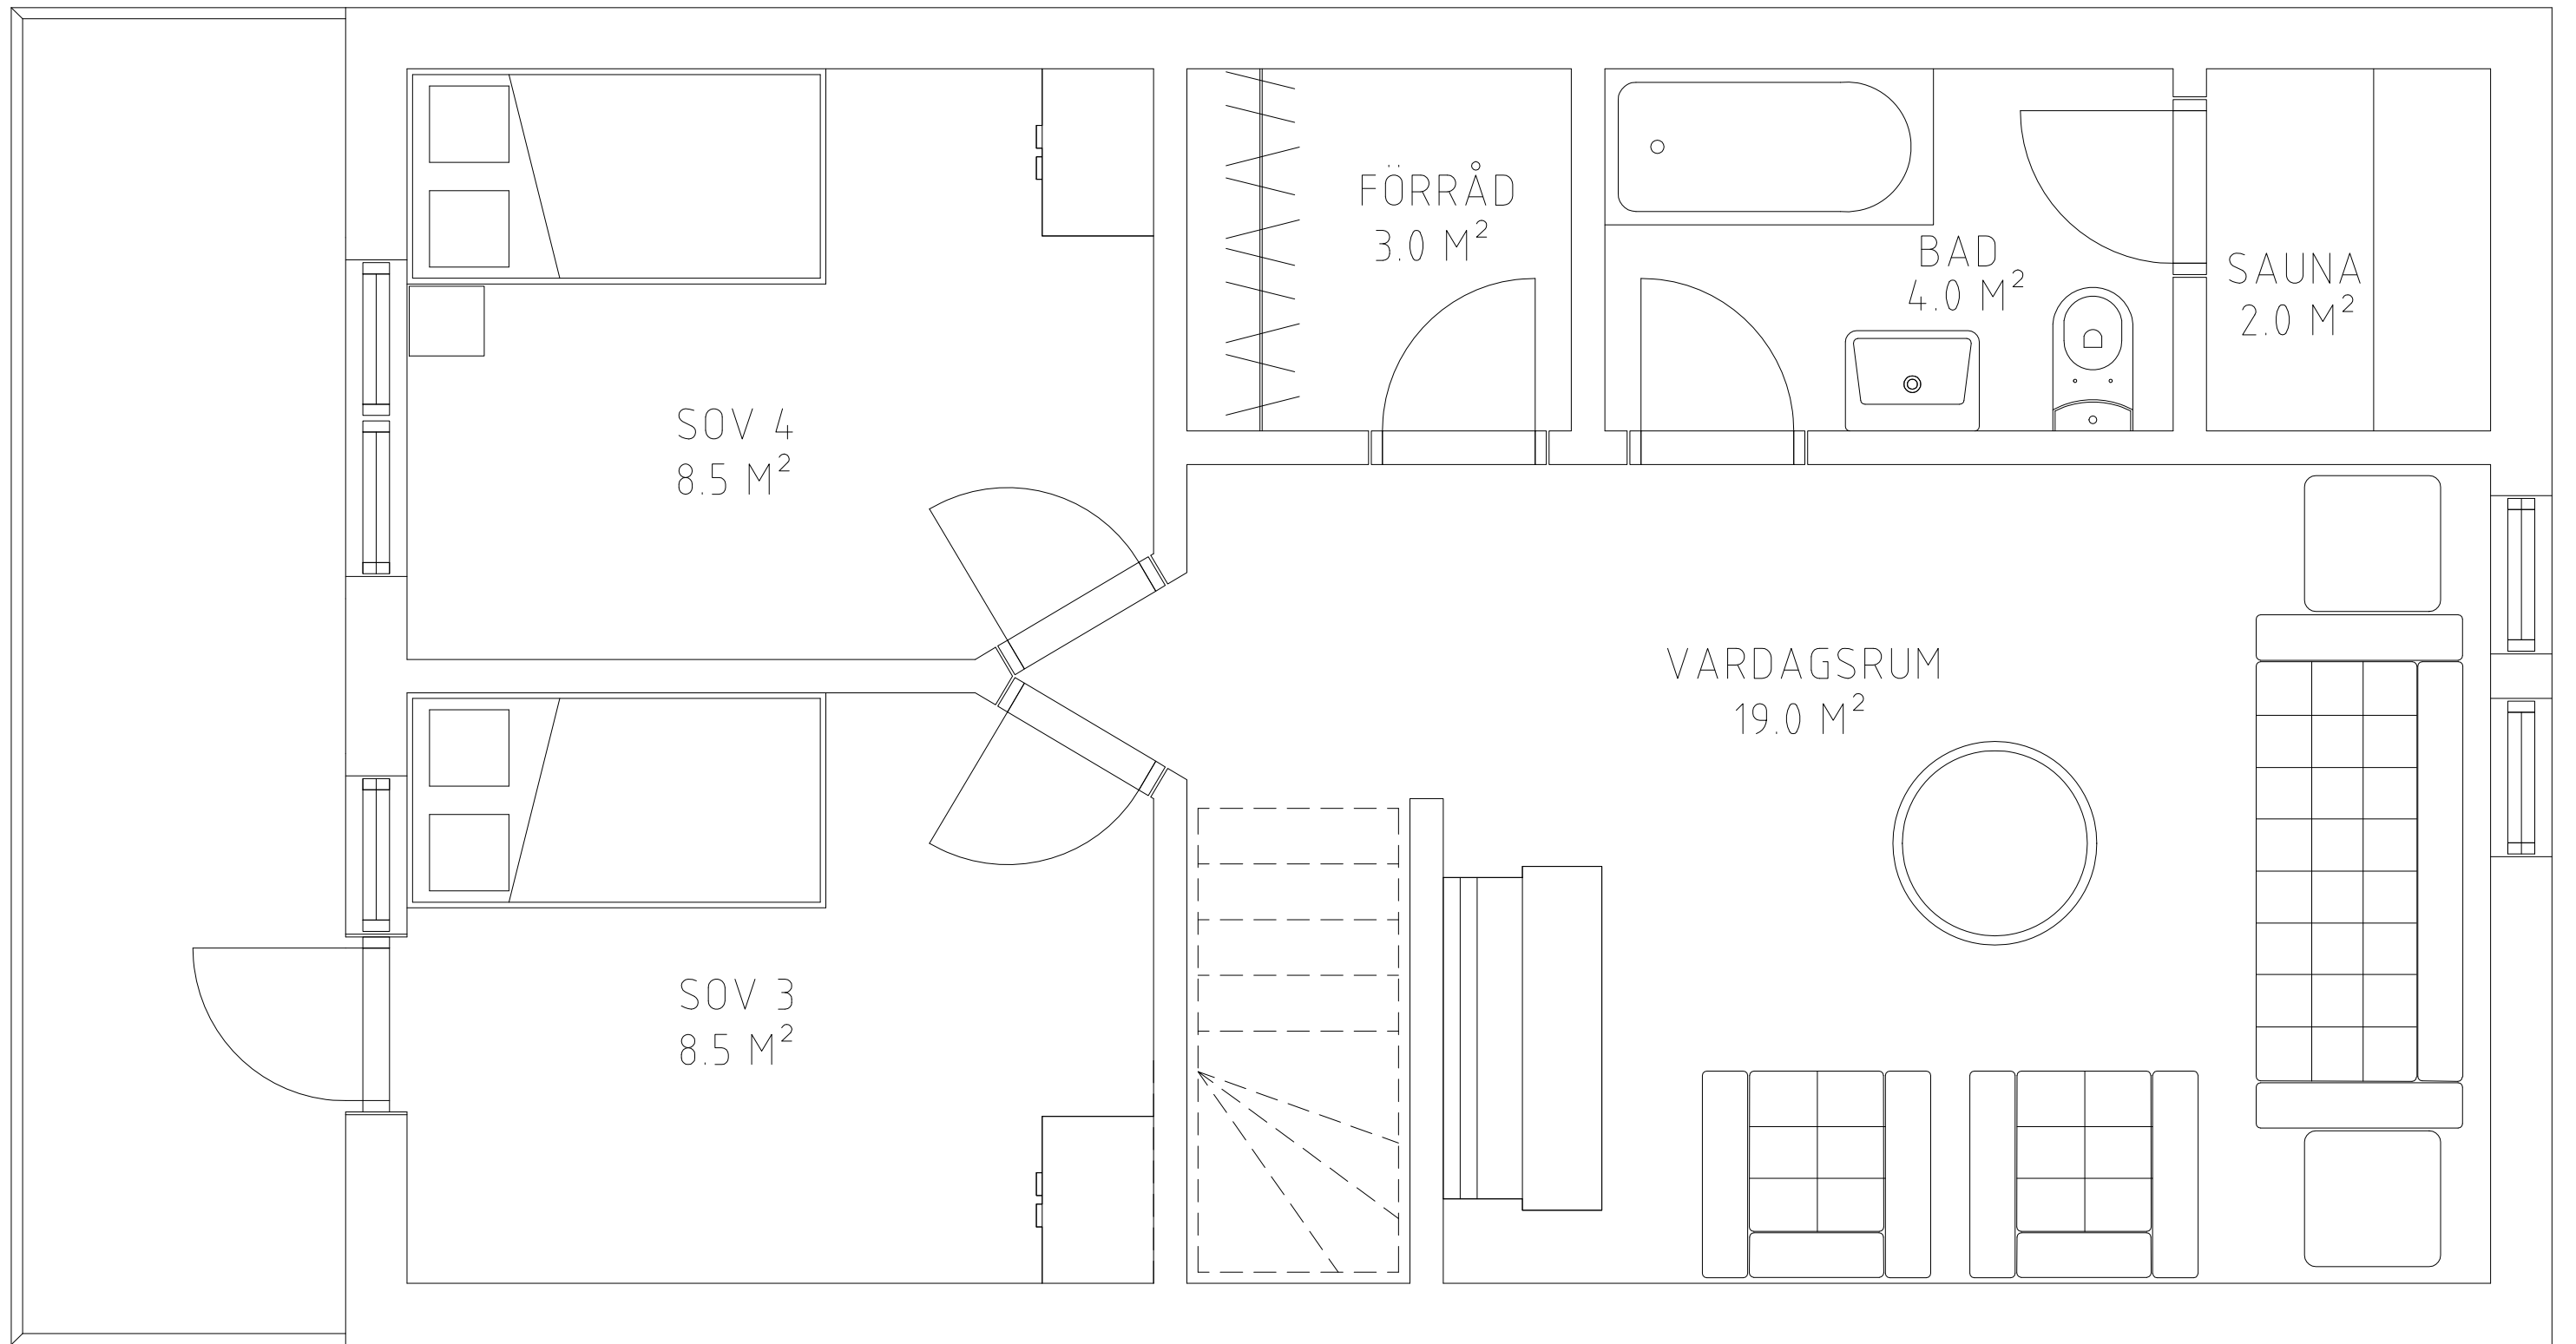 FÖRRÅD
3.0 M²
BAD
4.0 M²
SAUNA
2.0 M²
SOV 4
8.5 M²
VARDAGSRUM
19.0 M²
SOV 3
8.5 M²